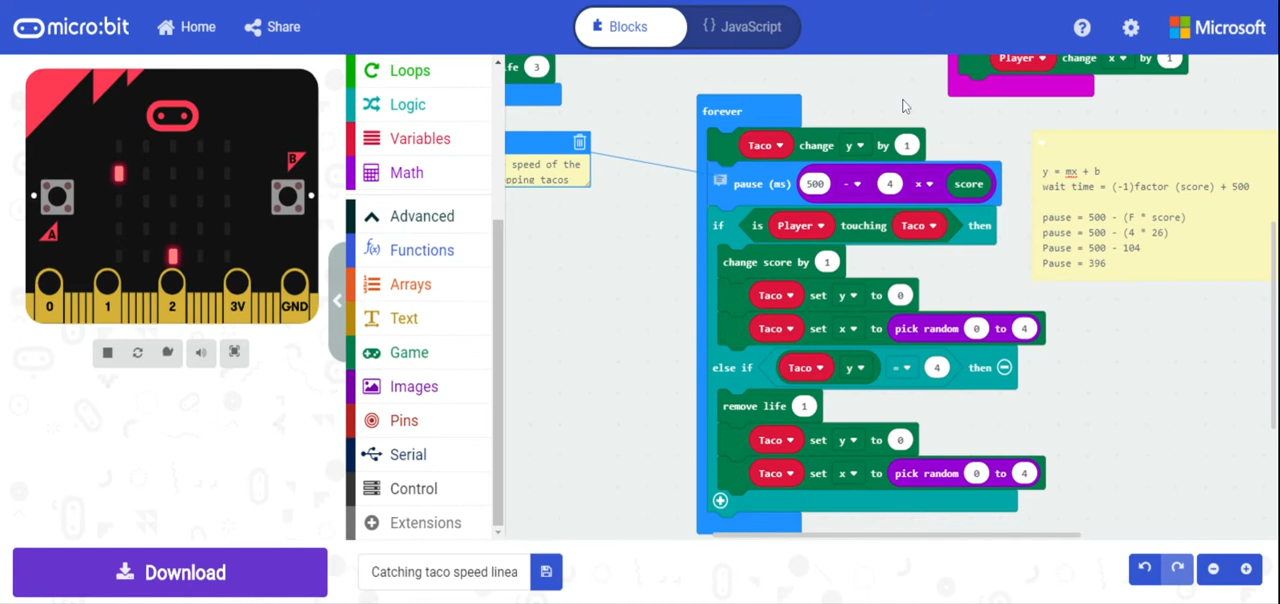 micro:bit Home Share Blocks {} JavaScript ? Microsoft
A B
0 1 2 3V GND
Loops
Logic
Variables
Math
Advanced
Functions
Arrays
Text
Game
Images
Pins
Serial
Control
Extensions
life 3
speed of the
tacos
forever
Taco change y by 1
pause (ms) 500 - 4 x score
if is Player touching Taco then
change score by 1
Taco set y to 0
Taco set x to pick random 0 to 4
else if Taco y = 4 then
remove life 1
Taco set y to 0
Taco set x to pick random 0 to 4
Player change x by 1
y = mx + b
wait time = (-1)factor (score) + 500
pause = 500 - (F * score)
pause = 500 - (4 * 26)
Pause = 500 - 104
Pause = 396
Download
Catching taco speed linea